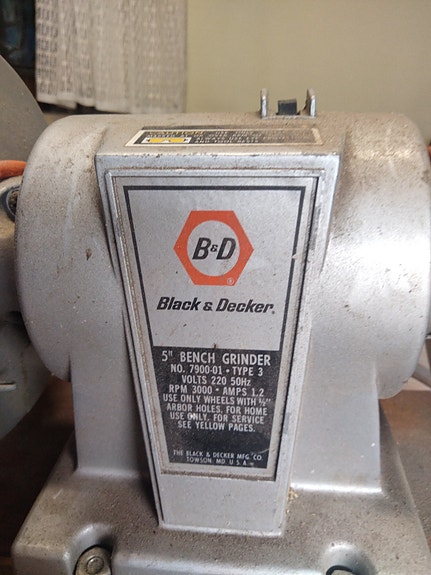 B&D
®
Black & Decker®
5" BENCH GRINDER
NO. 7900-01 • TYPE 3
VOLTS 220 50Hz
RPM 3000 • AMPS 1.2
USE ONLY WHEELS WITH ½"
ARBOR HOLES. FOR HOME
USE ONLY. FOR SERVICE
SEE YELLOW PAGES.
THE BLACK & DECKER MFG. CO.
TOWSON, MD U S A